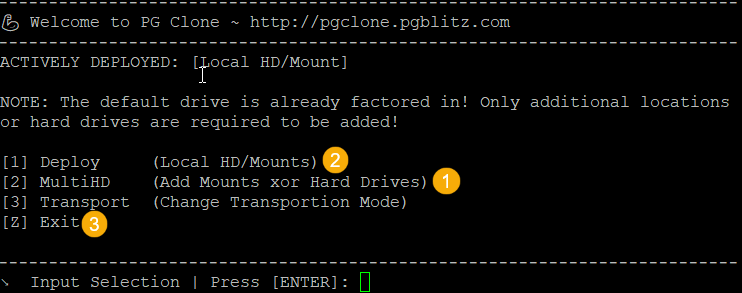 💪 Welcome to PG Clone ~ http://pgclone.pgblitz.com
ACTIVELY DEPLOYED: [Local HD/Mount]
NOTE: The default drive is already factored in! Only additional locations
or hard drives are required to be added!
[1] Deploy (Local HD/Mounts) 2
[2] MultiHD (Add Mounts xor Hard Drives) 1
[3] Transport (Change Transportion Mode)
[Z] Exit 3
↘ Input Selection | Press [ENTER]: